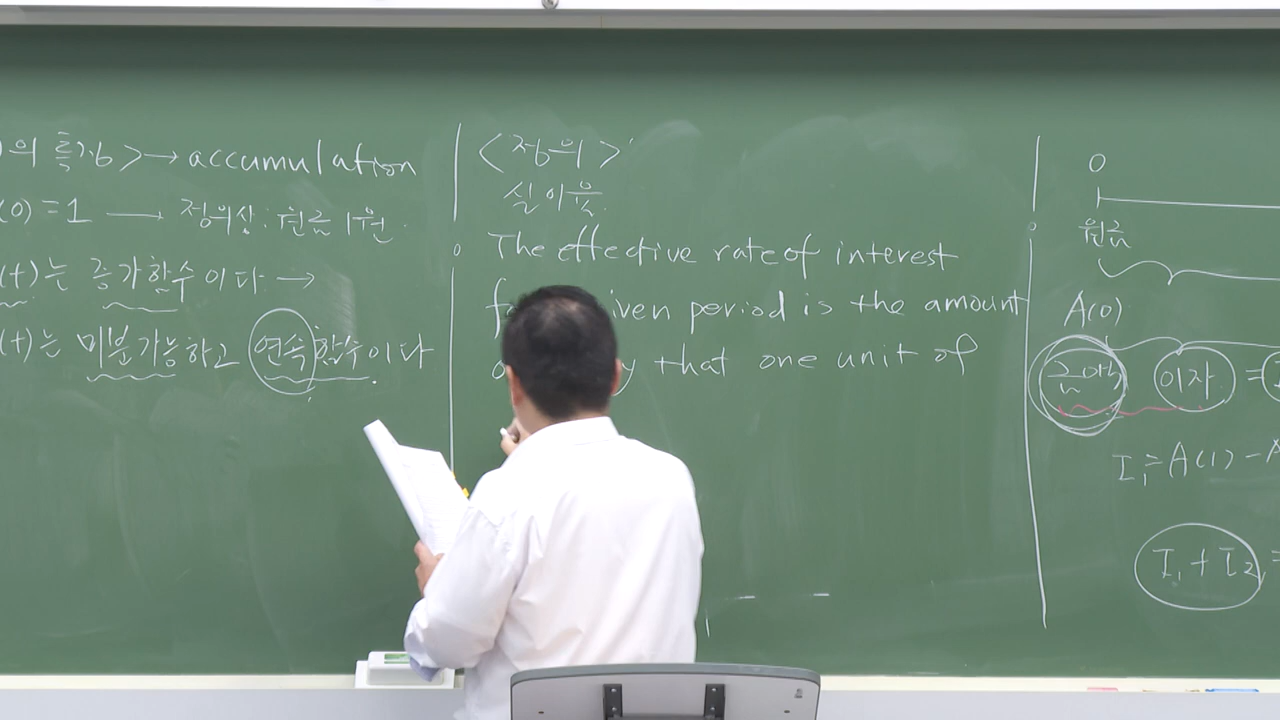 의 특징>→ accumulation
(0)=1 → 정의상: 원금 1원.
(t)는 증가함수이다 →
(t)는 미분가능하고 연속함수이다.
<정의>
실이율.
The effective rate of interest
iven period is the amount
that one unit of
0
원금
A(0)
금액 이자 =
I₁=A(1)-A
I₁+I₂ =